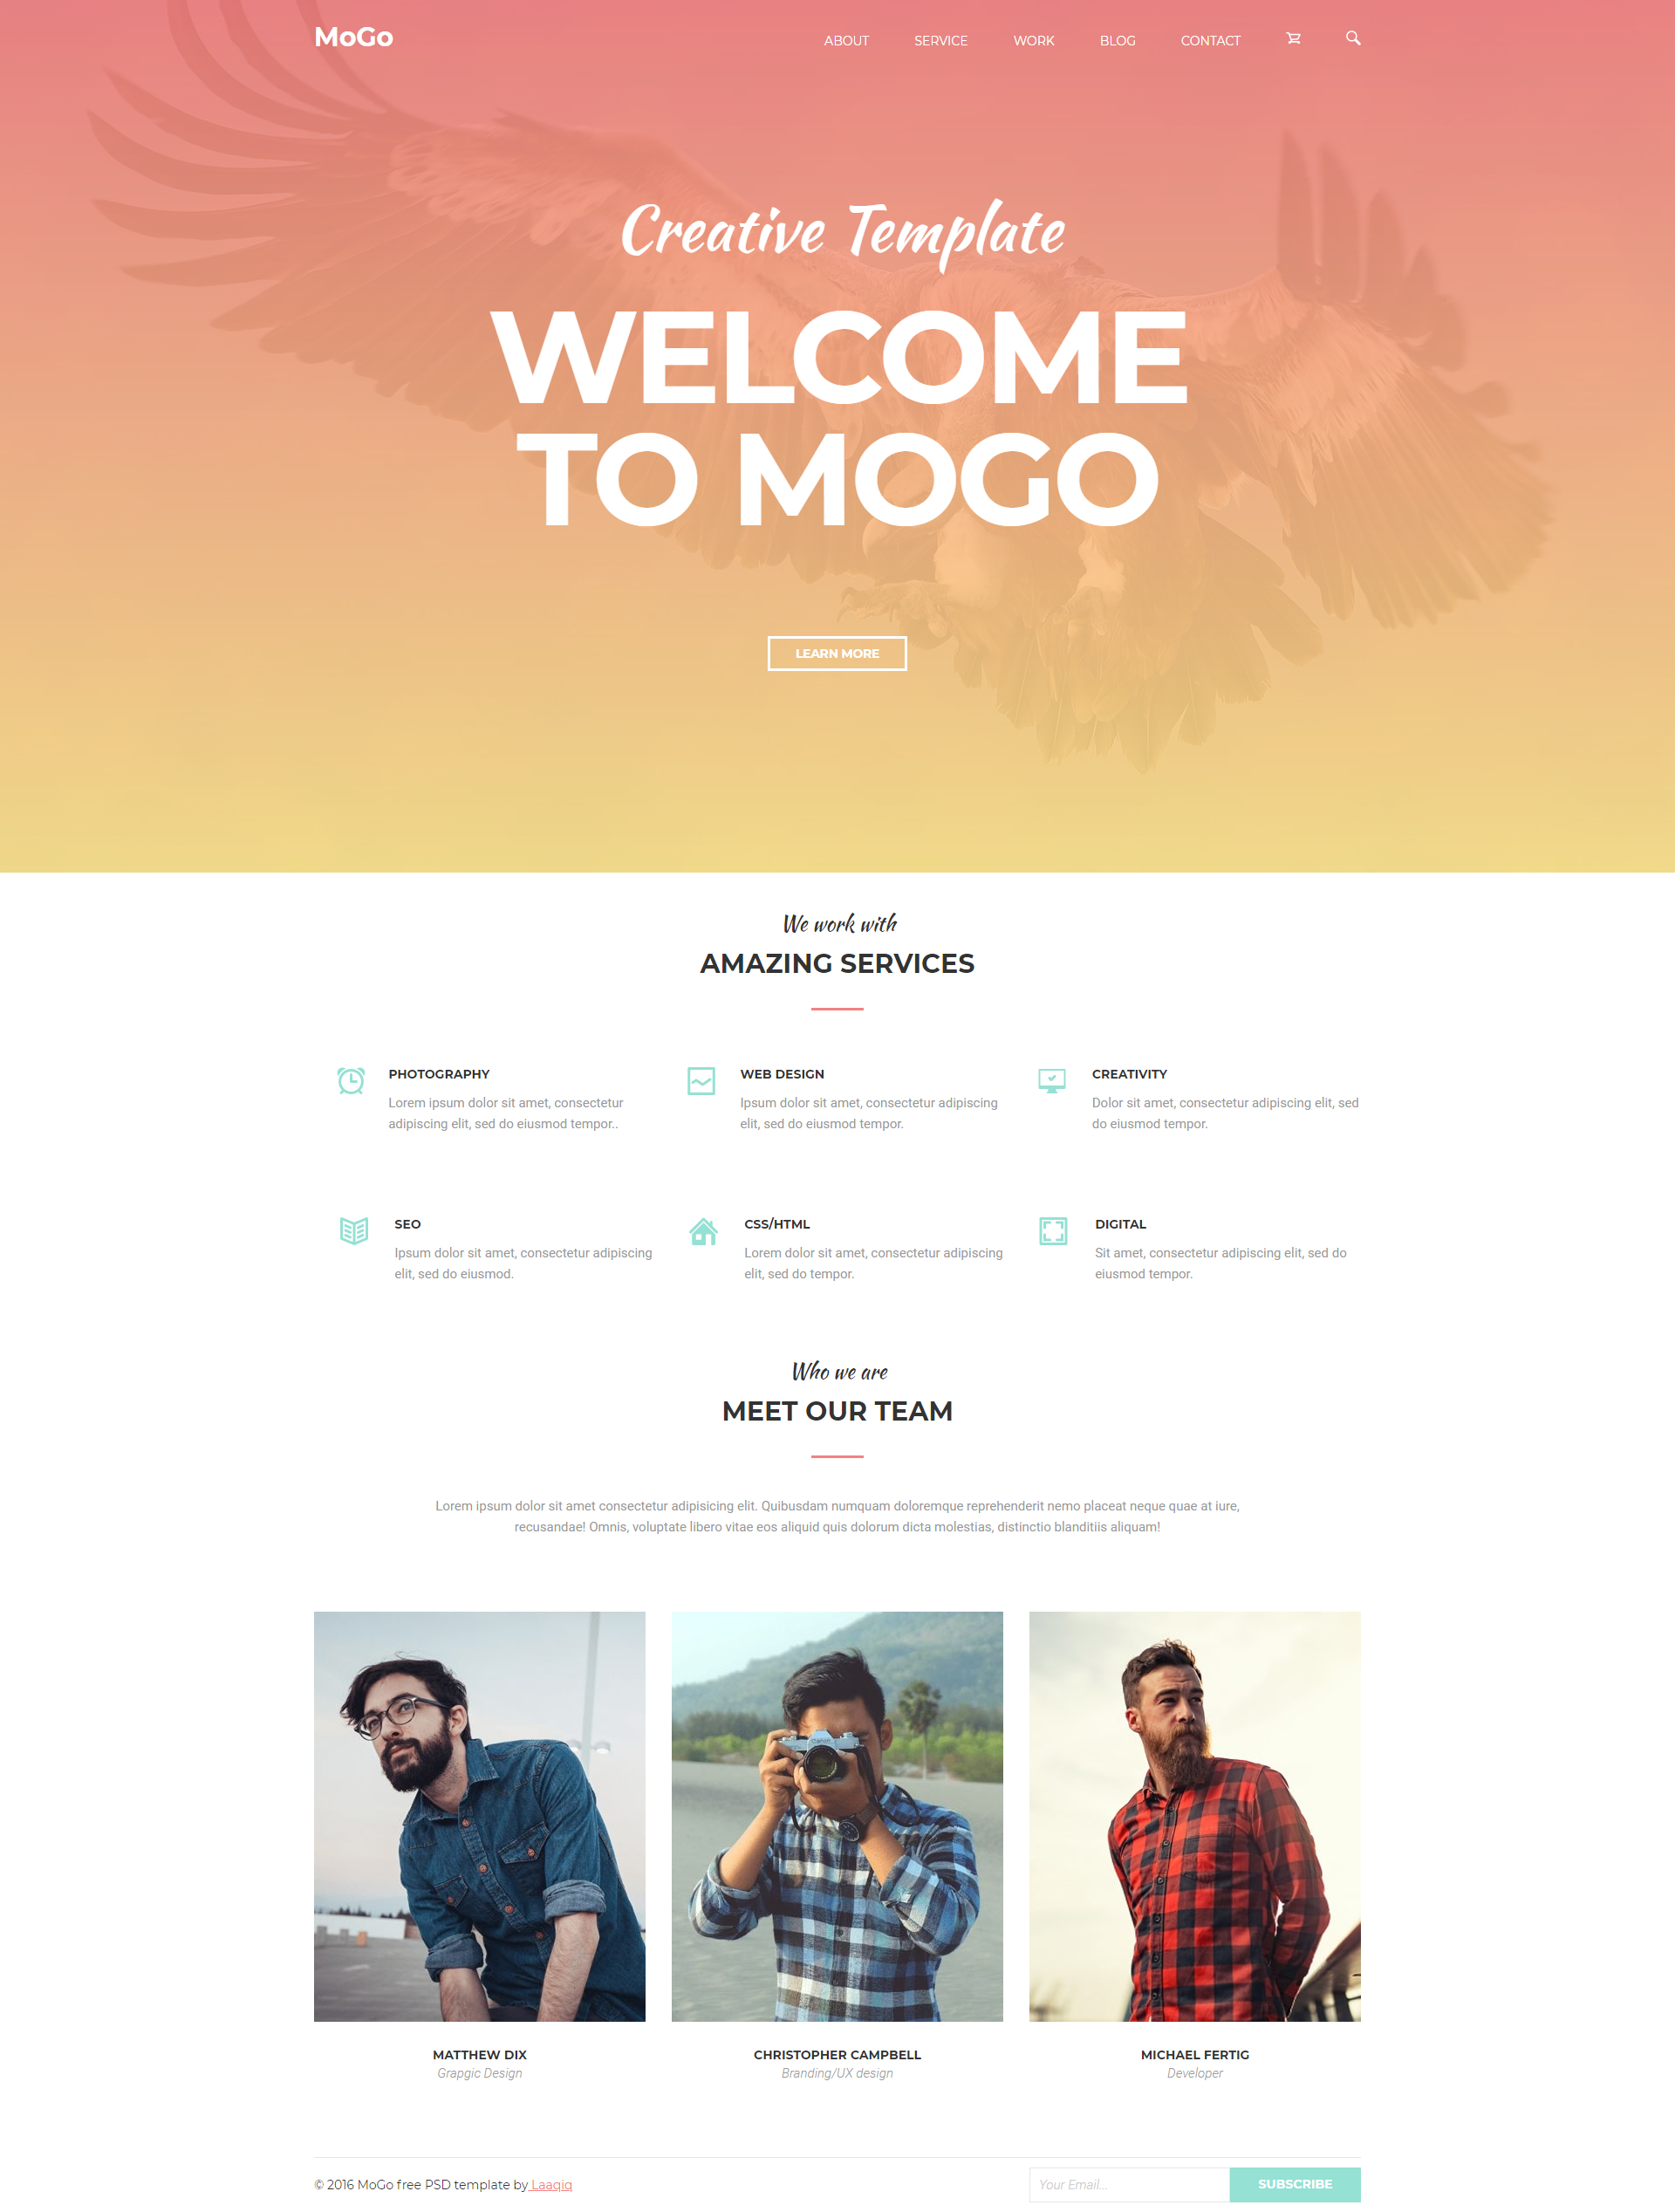 MoGo
ABOUT
SERVICE
WORK
BLOG
CONTACT
Creative Template
WELCOME
TO MOGO
LEARN MORE
We work with
AMAZING SERVICES
PHOTOGRAPHY
Lorem ipsum dolor sit amet, consectetur
adipiscing elit, sed do eiusmod tempor..
WEB DESIGN
Ipsum dolor sit amet, consectetur adipiscing
elit, sed do eiusmod tempor.
CREATIVITY
Dolor sit amet, consectetur adipiscing elit, sed
do eiusmod tempor.
SEO
Ipsum dolor sit amet, consectetur adipiscing
elit, sed do eiusmod.
CSS/HTML
Lorem dolor sit amet, consectetur adipiscing
elit, sed do tempor.
DIGITAL
Sit amet, consectetur adipiscing elit, sed do
eiusmod tempor.
Who we are
MEET OUR TEAM
Lorem ipsum dolor sit amet consectetur adipisicing elit. Quibusdam numquam doloremque reprehenderit nemo placeat neque quae at iure,
recusandae! Omnis, voluptate libero vitae eos aliquid quis dolorum dicta molestias, distinctio blanditiis aliquam!
Canon
MATTHEW DIX
Grapgic Design
CHRISTOPHER CAMPBELL
Branding/UX design
MICHAEL FERTIG
Developer
© 2016 MoGo free PSD template by Laaqiq
Your Email...
SUBSCRIBE